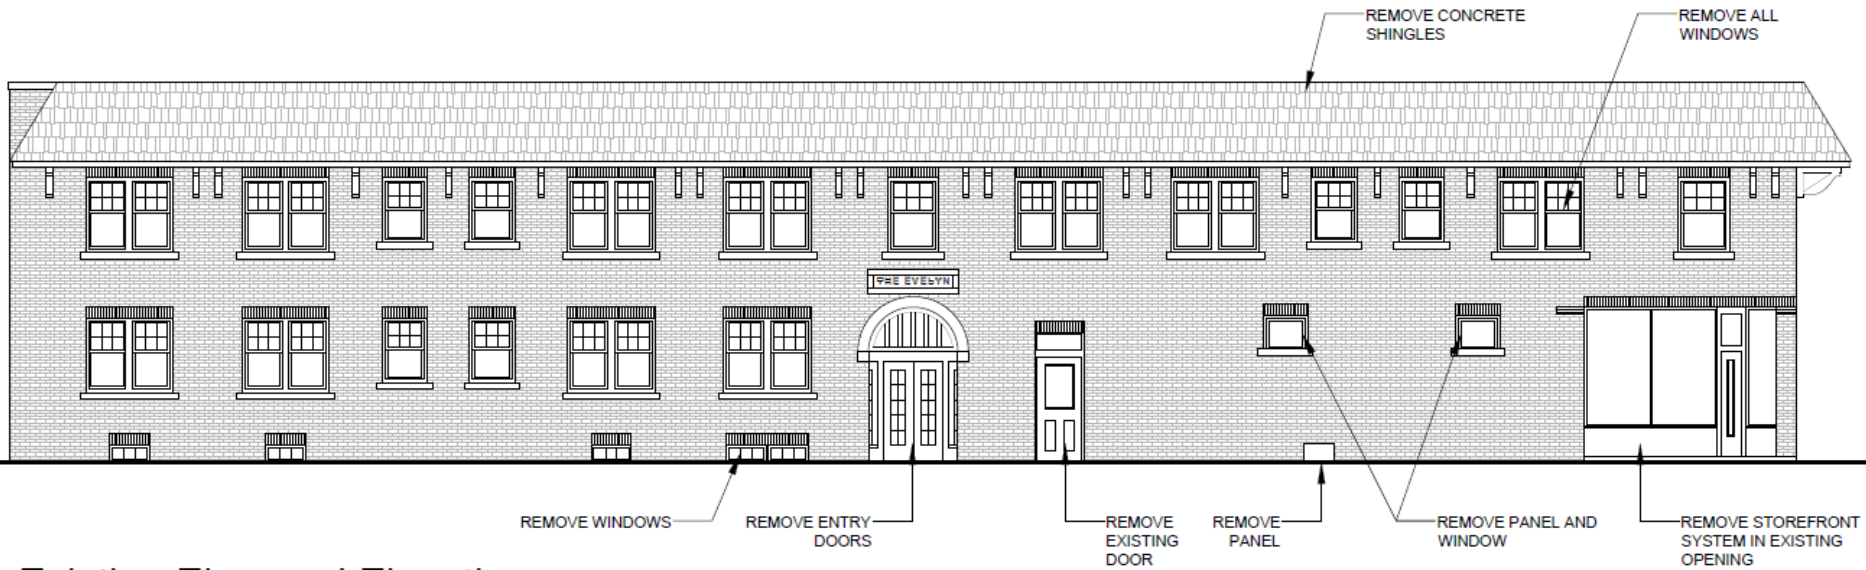 REMOVE CONCRETE
SHINGLES
REMOVE ALL
WINDOWS
THE EVELYN
REMOVE WINDOWS
REMOVE ENTRY
DOORS
REMOVE
EXISTING
DOOR
REMOVE
PANEL
REMOVE PANEL AND
WINDOW
REMOVE STOREFRONT
SYSTEM IN EXISTING
OPENING